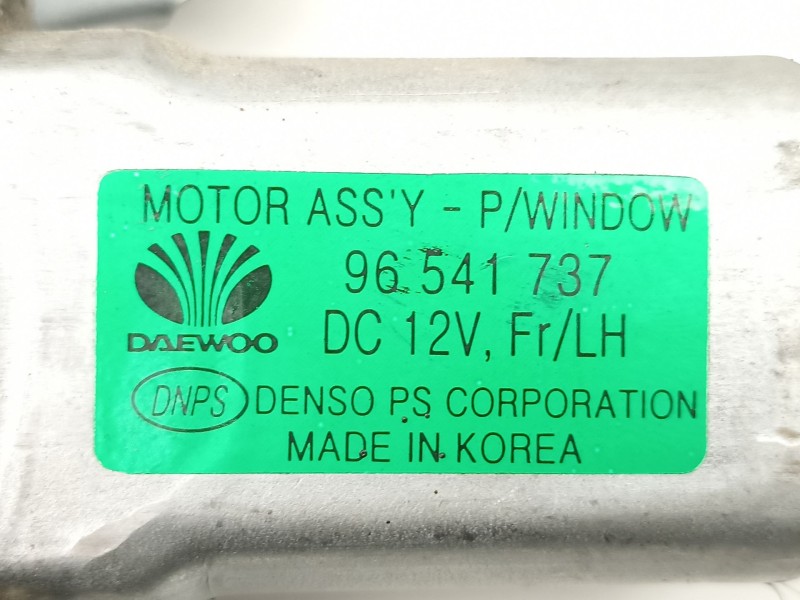 MOTOR ASS'Y - P/WINDOW
96 541 737
DAEWOO
DC 12V, Fr/LH
DNPS DENSO PS CORPORATION
MADE IN KOREA